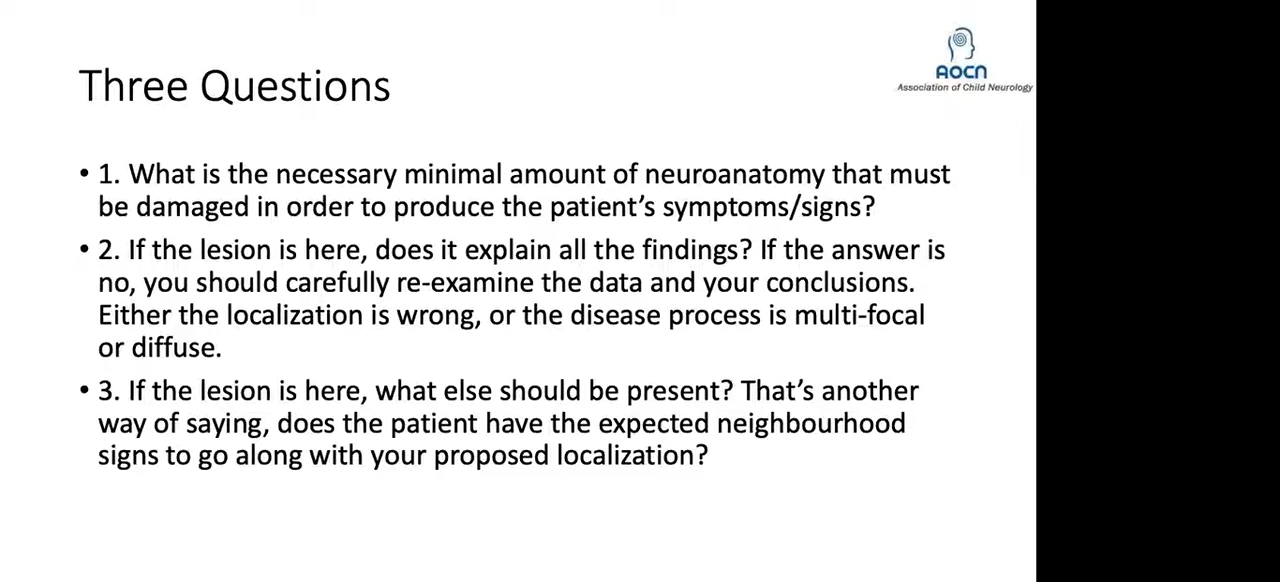 AOCN
Association of Child Neurology
Three Questions
• 1. What is the necessary minimal amount of neuroanatomy that must
be damaged in order to produce the patient’s symptoms/signs?
• 2. If the lesion is here, does it explain all the findings? If the answer is
no, you should carefully re-examine the data and your conclusions.
Either the localization is wrong, or the disease process is multi-focal
or diffuse.
• 3. If the lesion is here, what else should be present? That’s another
way of saying, does the patient have the expected neighbourhood
signs to go along with your proposed localization?